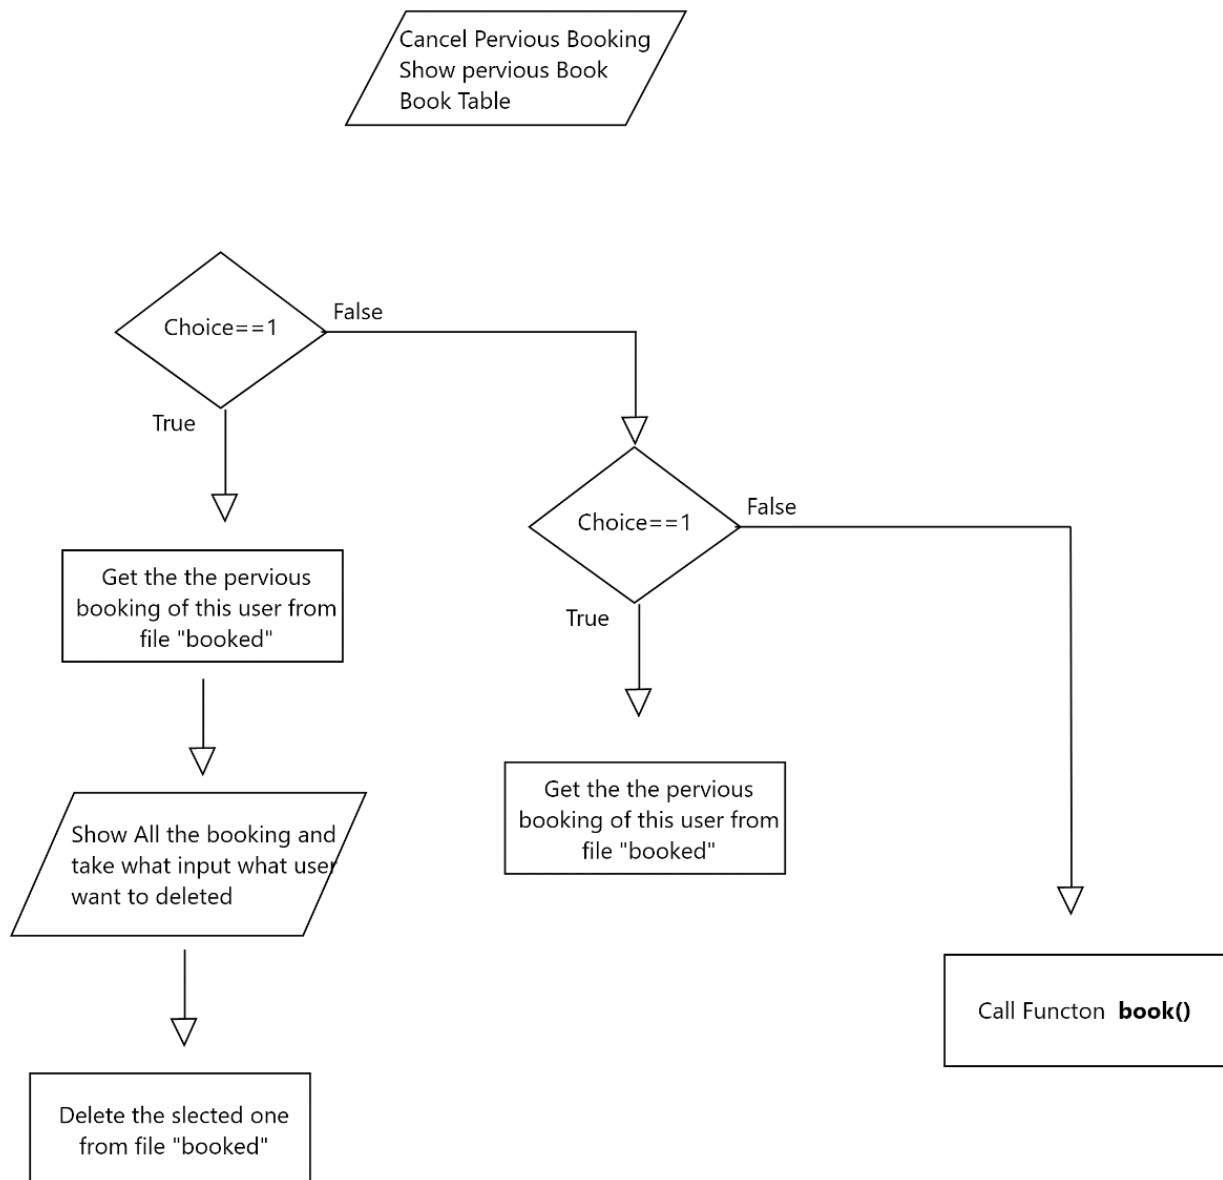 Cancel Pervious Booking
Show pervious Book
Book Table
Choice==1
False
True
Choice==1
False
True
Get the the pervious
booking of this user from
file "booked"
Show All the booking and
take what input what user
want to deleted
Delete the slected one
from file "booked"
Get the the pervious
booking of this user from
file "booked"
Call Functon book()